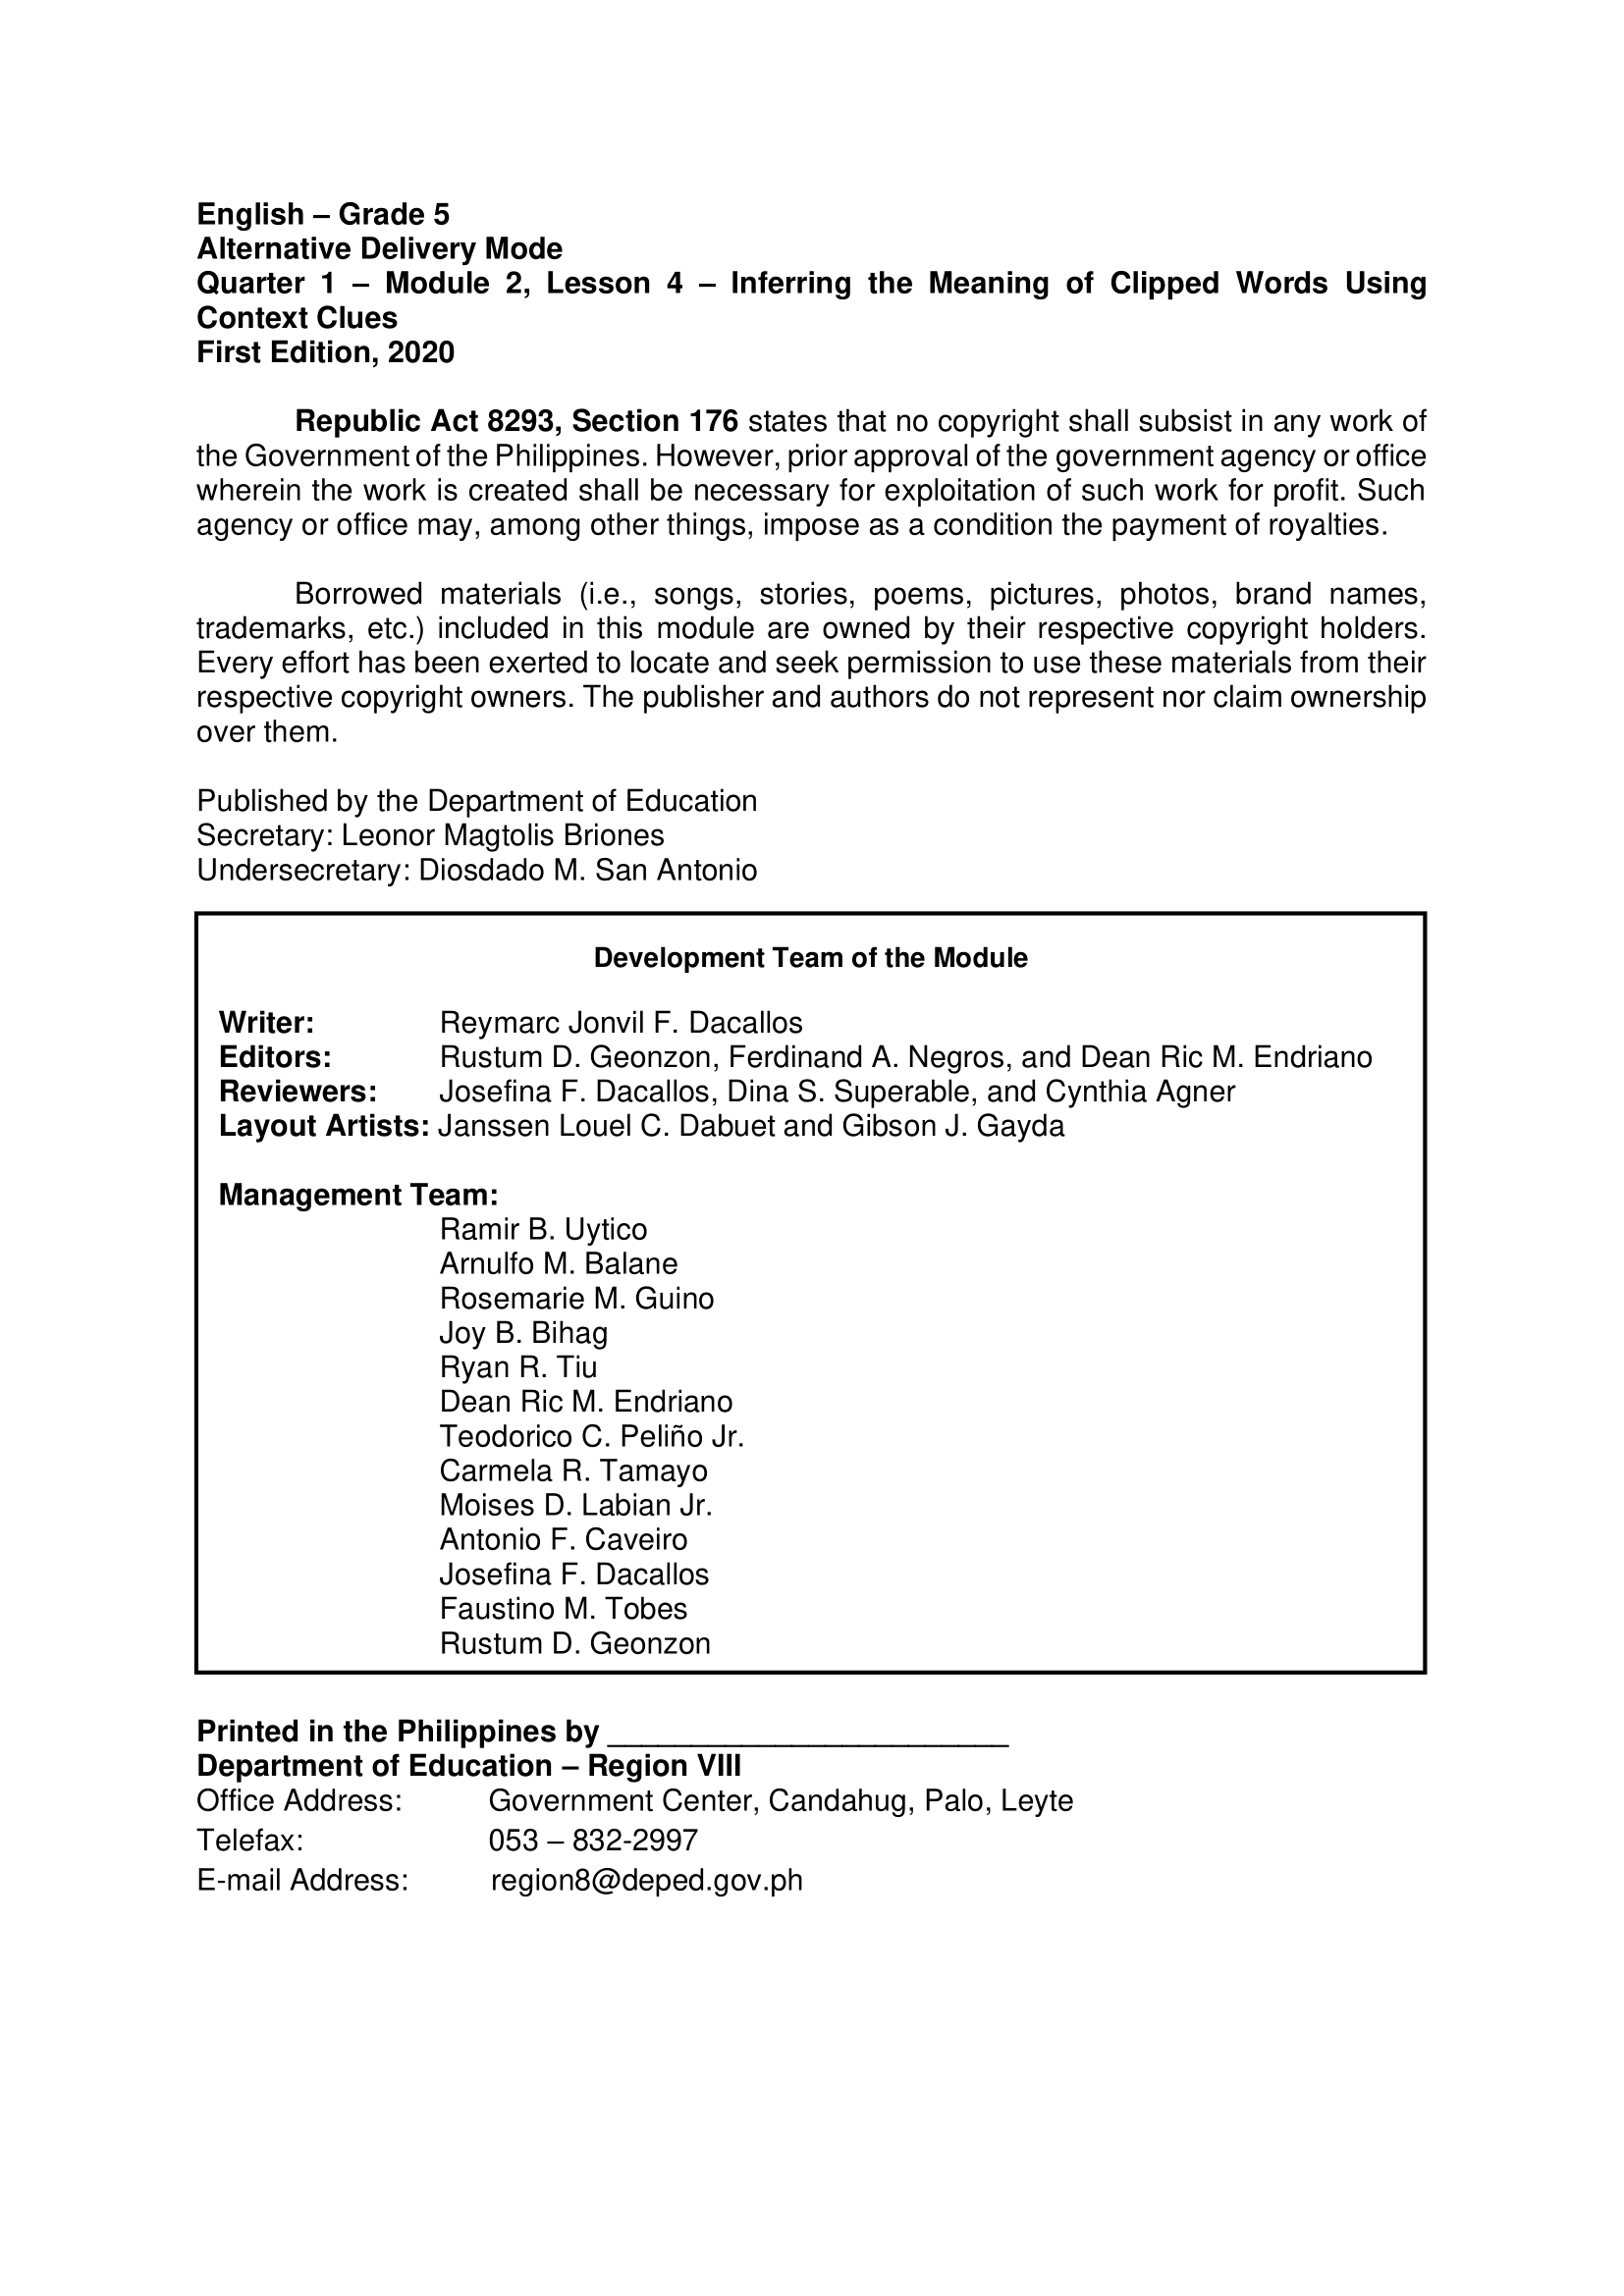 English – Grade 5
Alternative Delivery Mode
Quarter 1 – Module 2, Lesson 4 – Inferring the Meaning of Clipped Words Using
Context Clues
First Edition, 2020
Republic Act 8293, Section 176 states that no copyright shall subsist in any work of
the Government of the Philippines. However, prior approval of the government agency or office
wherein the work is created shall be necessary for exploitation of such work for profit. Such
agency or office may, among other things, impose as a condition the payment of royalties.
Borrowed materials (i.e., songs, stories, poems, pictures, photos, brand names,
trademarks, etc.) included in this module are owned by their respective copyright holders.
Every effort has been exerted to locate and seek permission to use these materials from their
respective copyright owners. The publisher and authors do not represent nor claim ownership
over them.
Published by the Department of Education
Secretary: Leonor Magtolis Briones
Undersecretary: Diosdado M. San Antonio
Development Team of the Module
Writer: Reymarc Jonvil F. Dacallos
Editors: Rustum D. Geonzon, Ferdinand A. Negros, and Dean Ric M. Endriano
Reviewers: Josefina F. Dacallos, Dina S. Superable, and Cynthia Agner
Layout Artists: Janssen Louel C. Dabuet and Gibson J. Gayda
Management Team:
Ramir B. Uytico
Arnulfo M. Balane
Rosemarie M. Guino
Joy B. Bihag
Ryan R. Tiu
Dean Ric M. Endriano
Teodorico C. Peliño Jr.
Carmela R. Tamayo
Moises D. Labian Jr.
Antonio F. Caveiro
Josefina F. Dacallos
Faustino M. Tobes
Rustum D. Geonzon
Printed in the Philippines by ________________________
Department of Education – Region VIII
Office Address: Government Center, Candahug, Palo, Leyte
Telefax: 053 – 832-2997
E-mail Address: region8@deped.gov.ph